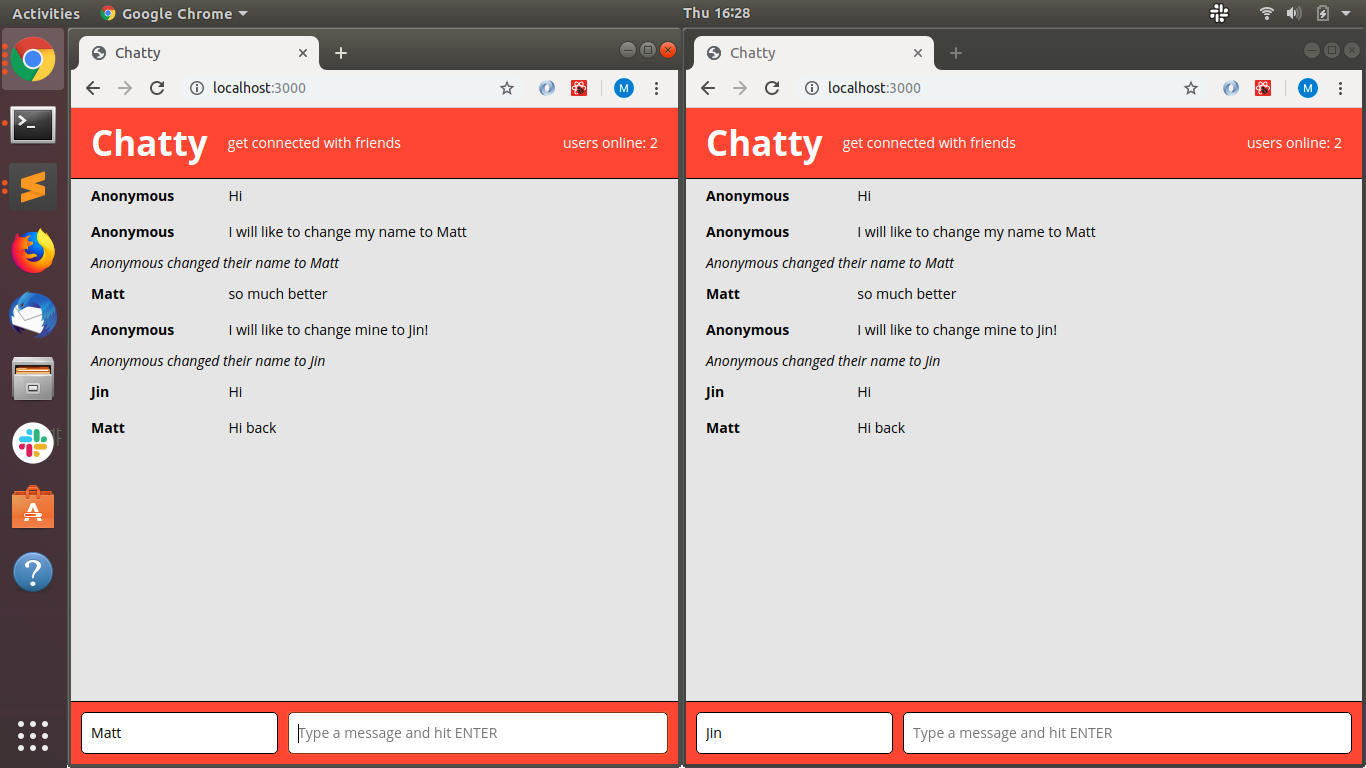 Activities Google Chrome Thu 16:28
Chatty
localhost:3000 M
Chatty get connected with friends users online: 2
Anonymous Hi
Anonymous I will like to change my name to Matt
Anonymous changed their name to Matt
Matt so much better
Anonymous I will like to change mine to Jin!
Anonymous changed their name to Jin
Jin Hi
Matt Hi back
Matt Type a message and hit ENTER
Chatty
localhost:3000 M
Chatty get connected with friends users online: 2
Anonymous Hi
Anonymous I will like to change my name to Matt
Anonymous changed their name to Matt
Matt so much better
Anonymous I will like to change mine to Jin!
Anonymous changed their name to Jin
Jin Hi
Matt Hi back
Jin Type a message and hit ENTER